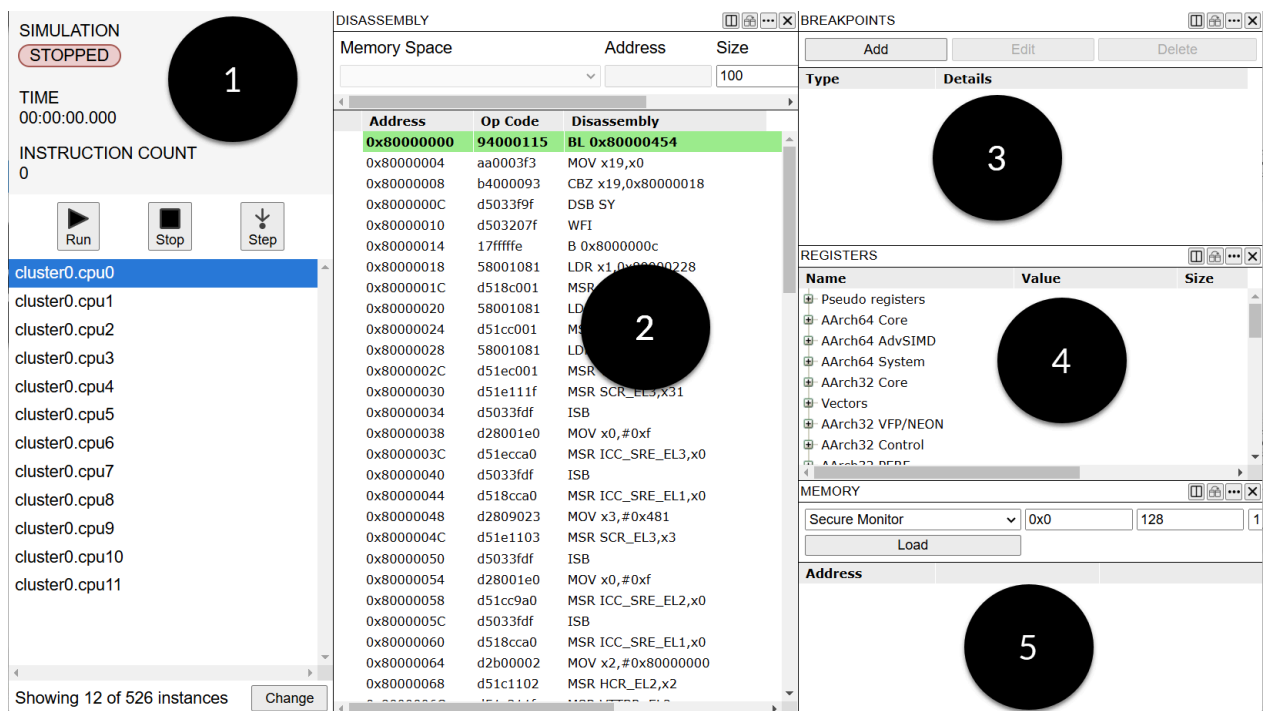 SIMULATION
STOPPED
TIME
00:00:00.000
INSTRUCTION COUNT
0
1
Run Stop Step
cluster0.cpu0
cluster0.cpu1
cluster0.cpu2
cluster0.cpu3
cluster0.cpu4
cluster0.cpu5
cluster0.cpu6
cluster0.cpu7
cluster0.cpu8
cluster0.cpu9
cluster0.cpu10
cluster0.cpu11
Showing 12 of 526 instances Change
DISASSEMBLY
Memory Space Address Size
100
Address Op Code Disassembly
0x80000000 94000115 BL 0x80000454
0x80000004 aa0003f3 MOV x19,x0
0x80000008 b4000093 CBZ x19,0x80000018
0x8000000C d5033f9f DSB SY
0x80000010 d503207f WFI
0x80000014 17fffffe B 0x8000000c
0x80000018 58001081 LDR x1,0x80000228
0x8000001C d518c001 MSR
0x80000020 58001081
0x80000024 d51cc001
0x80000028 58001081
0x8000002C d51ec001 MSR
0x80000030 d51e111f MSR SCR_EL3,x31
0x80000034 d5033fdf ISB
0x80000038 d28001e0 MOV x0,#0xf
0x8000003C d51ecca0 MSR ICC_SRE_EL3,x0
0x80000040 d5033fdf ISB
0x80000044 d518cca0 MSR ICC_SRE_EL1,x0
0x80000048 d2809023 MOV x3,#0x481
0x8000004C d51e1103 MSR SCR_EL3,x3
0x80000050 d5033fdf ISB
0x80000054 d28001e0 MOV x0,#0xf
0x80000058 d51cc9a0 MSR ICC_SRE_EL2,x0
0x8000005C d5033fdf ISB
0x80000060 d518cca0 MSR ICC_SRE_EL1,x0
0x80000064 d2b00002 MOV x2,#0x80000000
0x80000068 d51c1102 MSR HCR_EL2,x2
2
BREAKPOINTS
Add Edit Delete
Type Details
3
REGISTERS
Name Value Size
Pseudo registers
AArch64 Core
AArch64 AdvSIMD
AArch64 System
AArch32 Core
Vectors
AArch32 VFP/NEON
AArch32 Control
4
MEMORY
Secure Monitor 0x0 128 1
Load
Address
5